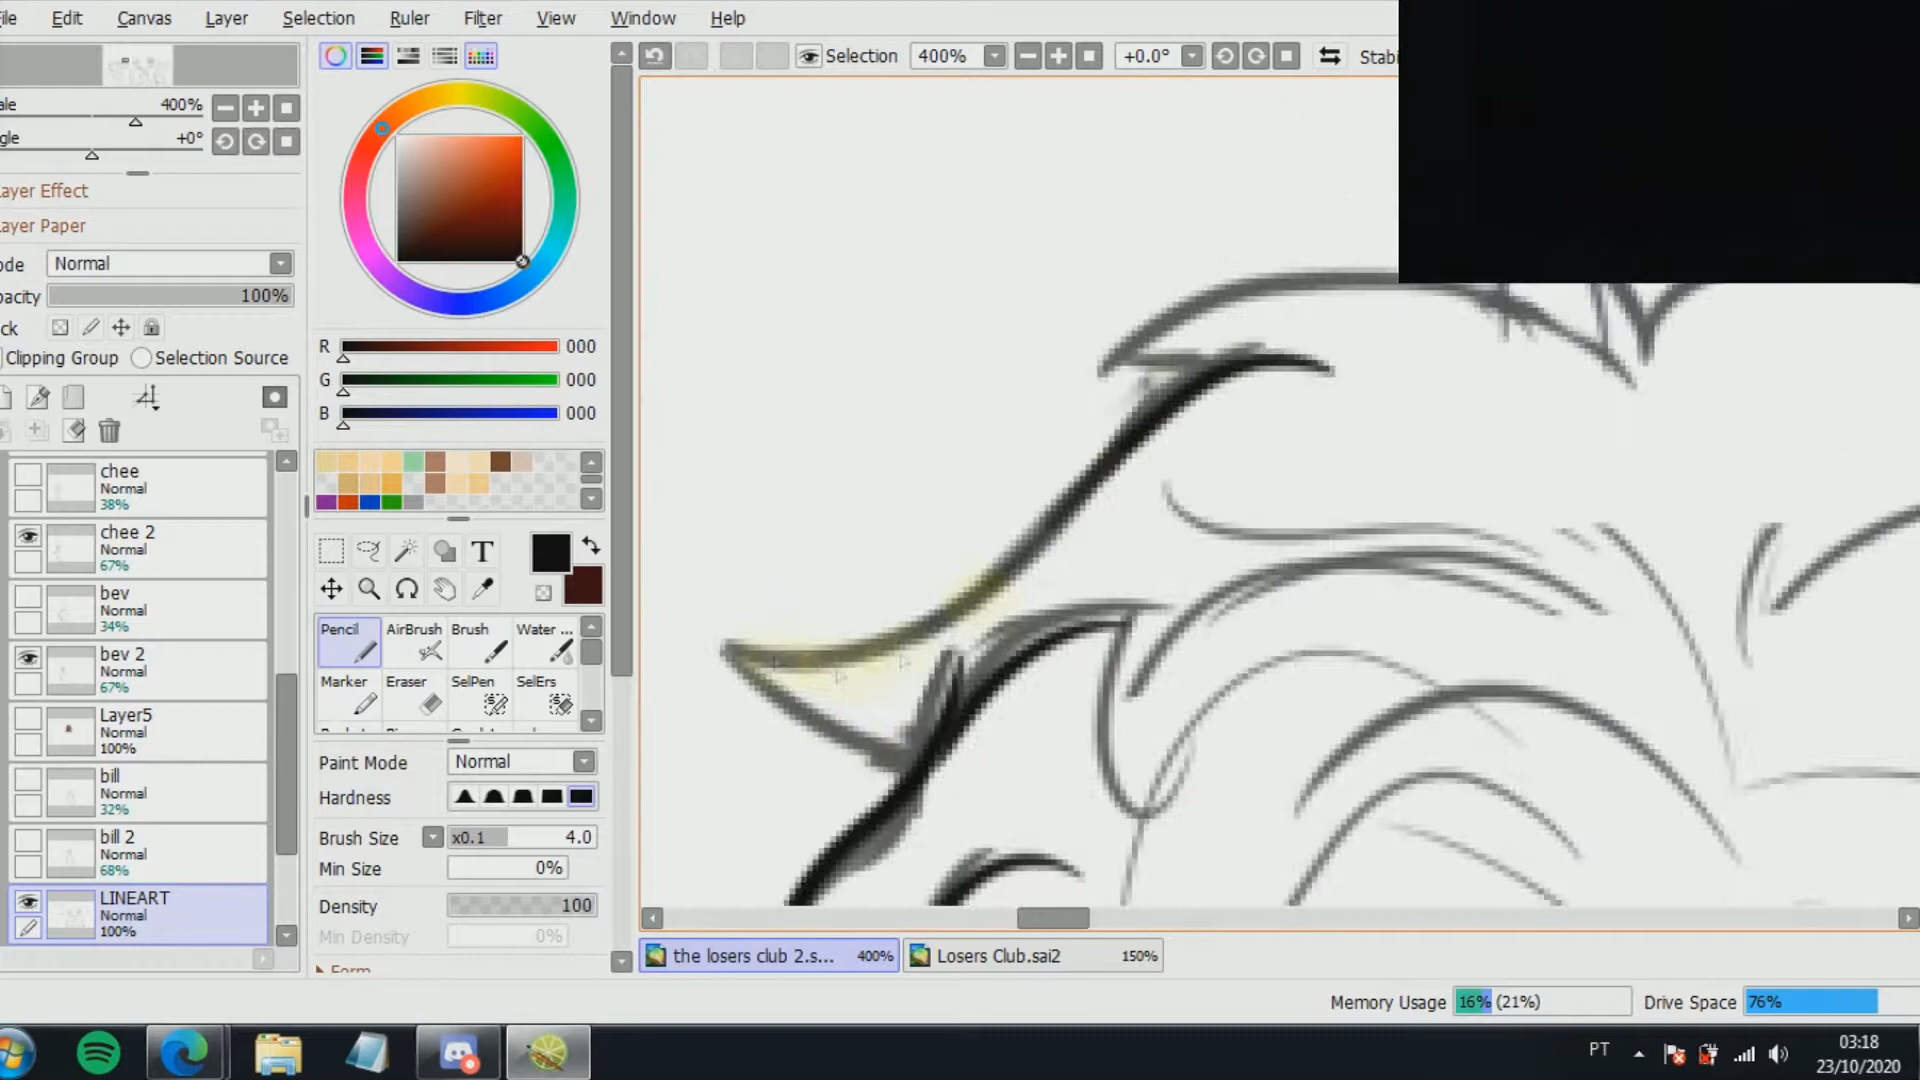 ile Edit Canvas Layer Selection Ruler Filter View Window Help
Selection 400% +0.0° Stabi
ale 400%
gle +0°
ayer Effect
ayer Paper
ode Normal
pacity 100%
ck
Clipping Group Selection Source
R 000
G 000
B 000
chee
Normal
38%
chee 2
Normal
67%
bev
Normal
34%
bev 2
Normal
67%
Layer5
Normal
100%
bill
Normal
32%
bill 2
Normal
68%
LINEART
Normal
100%
T
Pencil AirBrush Brush Water ...
Marker Eraser SelPen SelErs
Paint Mode Normal
Hardness
Brush Size x0.1 4.0
Min Size 0%
Density 100
Min Density 0%
Form
the losers club 2.s... 400% Losers Club.sai2 150%
Memory Usage 16% (21%) Drive Space 76%
PT
03:18
23/10/2020